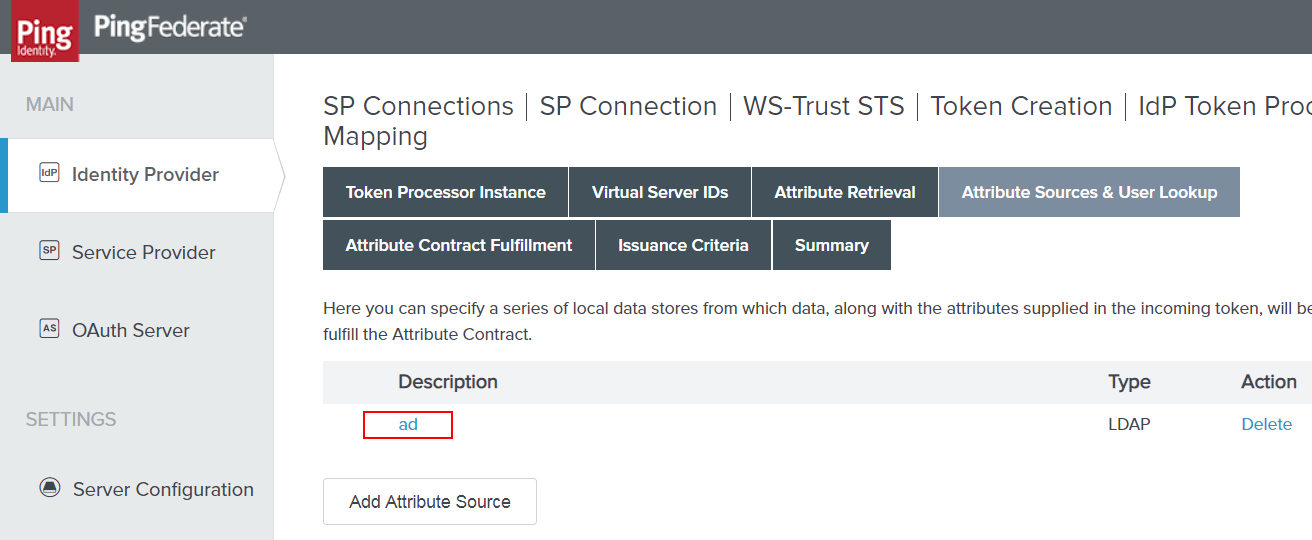 Ping
Identity.
PingFederate®
MAIN
IdP Identity Provider
SP Service Provider
AS OAuth Server
SETTINGS
Server Configuration
SP Connections | SP Connection | WS-Trust STS | Token Creation | IdP Token Proc
Mapping
Token Processor Instance
Virtual Server IDs
Attribute Retrieval
Attribute Sources & User Lookup
Attribute Contract Fulfillment
Issuance Criteria
Summary
Here you can specify a series of local data stores from which data, along with the attributes supplied in the incoming token, will be
fulfill the Attribute Contract.
Description Type Action
ad LDAP Delete
Add Attribute Source